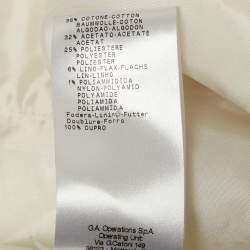 36% COTONE-COTTON
BAUMWOLLE-COTON
ALGODAO-ALGODON
32% ACETATO-ACETATE
ACETAT
25% POLIESTERE
POLYESTER
POLIESTER
6% LINO-FLAX-FLACHS
LIN-LINHO
1% POLIAMMIDICA
NYLON-POLYAMID
POLYAMIDE
POLIAMIDA
POLIAMIDE
Fodera-Lining-Futter
Doublure-Forro
100% CUPRO
G.A. Operations S.p.A.
Operating Unit:
Via G.Catoni 149